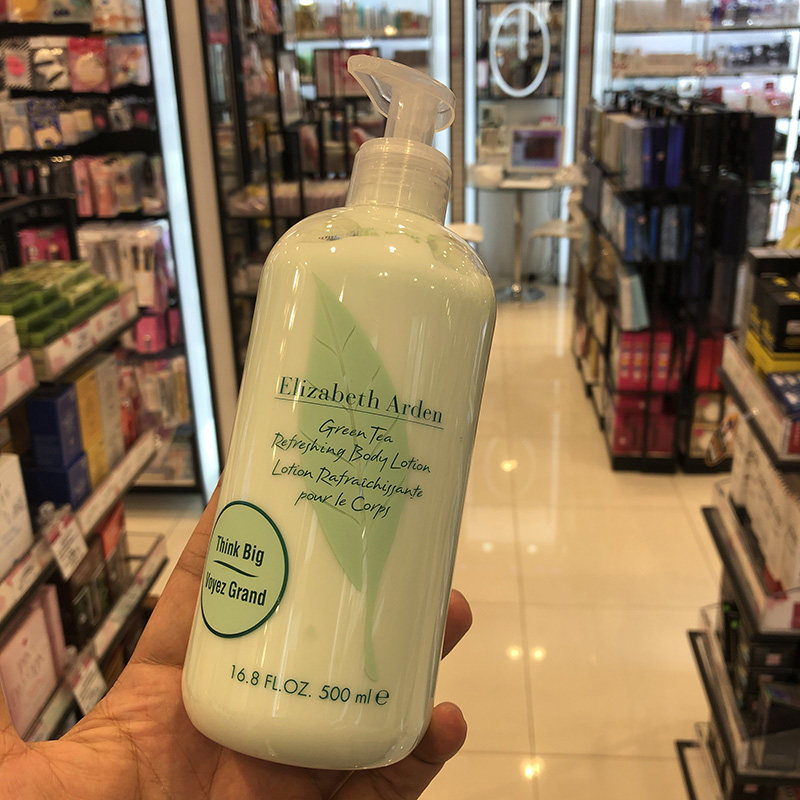 Elizabeth Arden
Green Tea
Refreshing Body Lotion
Lotion Rafraîchissante
pour le Corps
Think Big
Voyez Grand
16.8 FL.OZ. 500 ml e